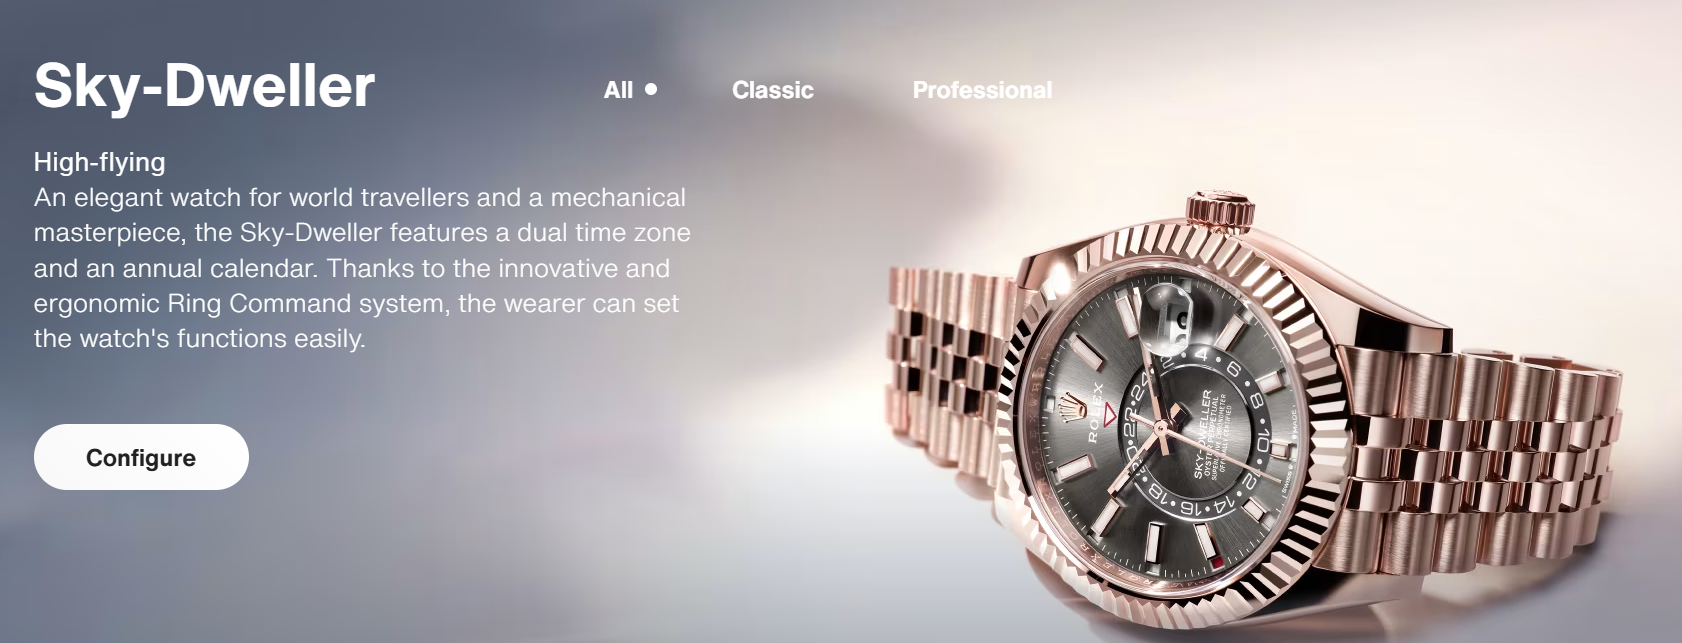 Sky-Dweller
All
Classic
Professional
High-flying
An elegant watch for world travellers and a mechanical
masterpiece, the Sky-Dweller features a dual time zone
and an annual calendar. Thanks to the innovative and
ergonomic Ring Command system, the wearer can set
the watch's functions easily.
Configure
ROLEX
SKY-DWELLER
OYSTER PERPETUAL
SUPERLATIVE CHRONOMETER
OFFICIALLY CERTIFIED
4
6
8
10
12
14
16
18
20
22
24
SWISS
MADE